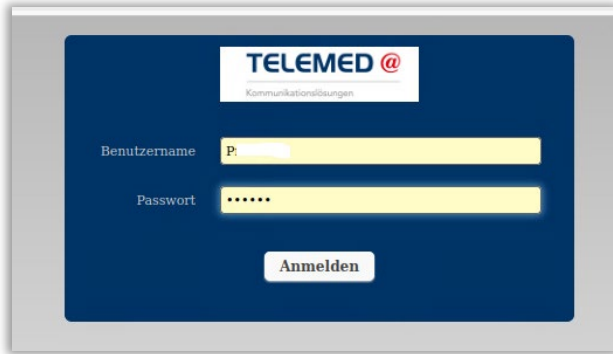 TELEMED @
Kommunikationslösungen
Benutzername
Passwort ••••••
Anmelden